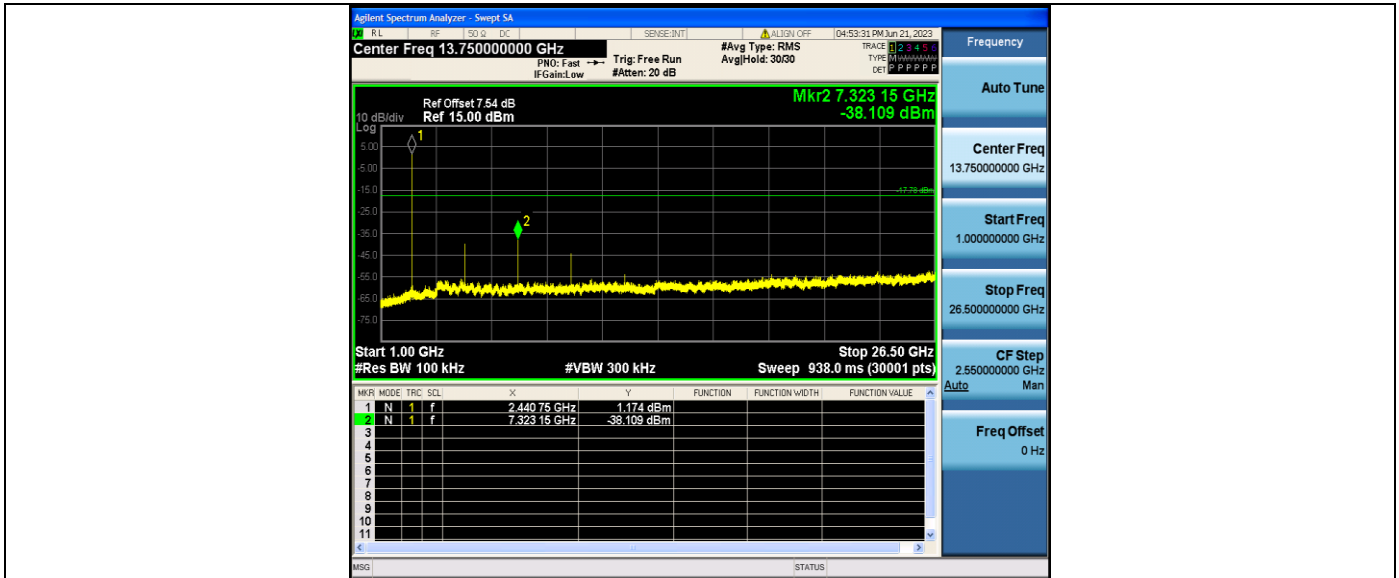 Agilent Spectrum Analyzer - Swept SA
RL RF 50 Ω DC SENSE:INT ALIGN OFF 04:53:31 PM Jun 21, 2023
Center Freq 13.750000000 GHz
PNO: Fast
IFGain:Low
Trig: Free Run
#Atten: 20 dB
#Avg Type: RMS
Avg|Hold: 30/30
TRACE 1 2 3 4 5 6
TYPE M WWWWW
DET P P P P P P
Mkr2 7.323 15 GHz
-38.109 dBm
Ref Offset 7.54 dB
10 dB/div Ref 15.00 dBm
Log
1
5.00
-5.00
-15.0
-17.78 dBm
-25.0
2
-35.0
-45.0
-55.0
-65.0
-75.0
Start 1.00 GHz Stop 26.50 GHz
#Res BW 100 kHz #VBW 300 kHz Sweep 938.0 ms (30001 pts)
MKR MODE TRC SCL X Y FUNCTION FUNCTION WIDTH FUNCTION VALUE
1 N 1 f 2.440 75 GHz 1.174 dBm
2 N 1 f 7.323 15 GHz -38.109 dBm
3
4
5
6
7
8
9
10
11
MSG STATUS
Frequency
Auto Tune
Center Freq
13.750000000 GHz
Start Freq
1.000000000 GHz
Stop Freq
26.500000000 GHz
CF Step
2.550000000 GHz
Auto Man
Freq Offset
0 Hz